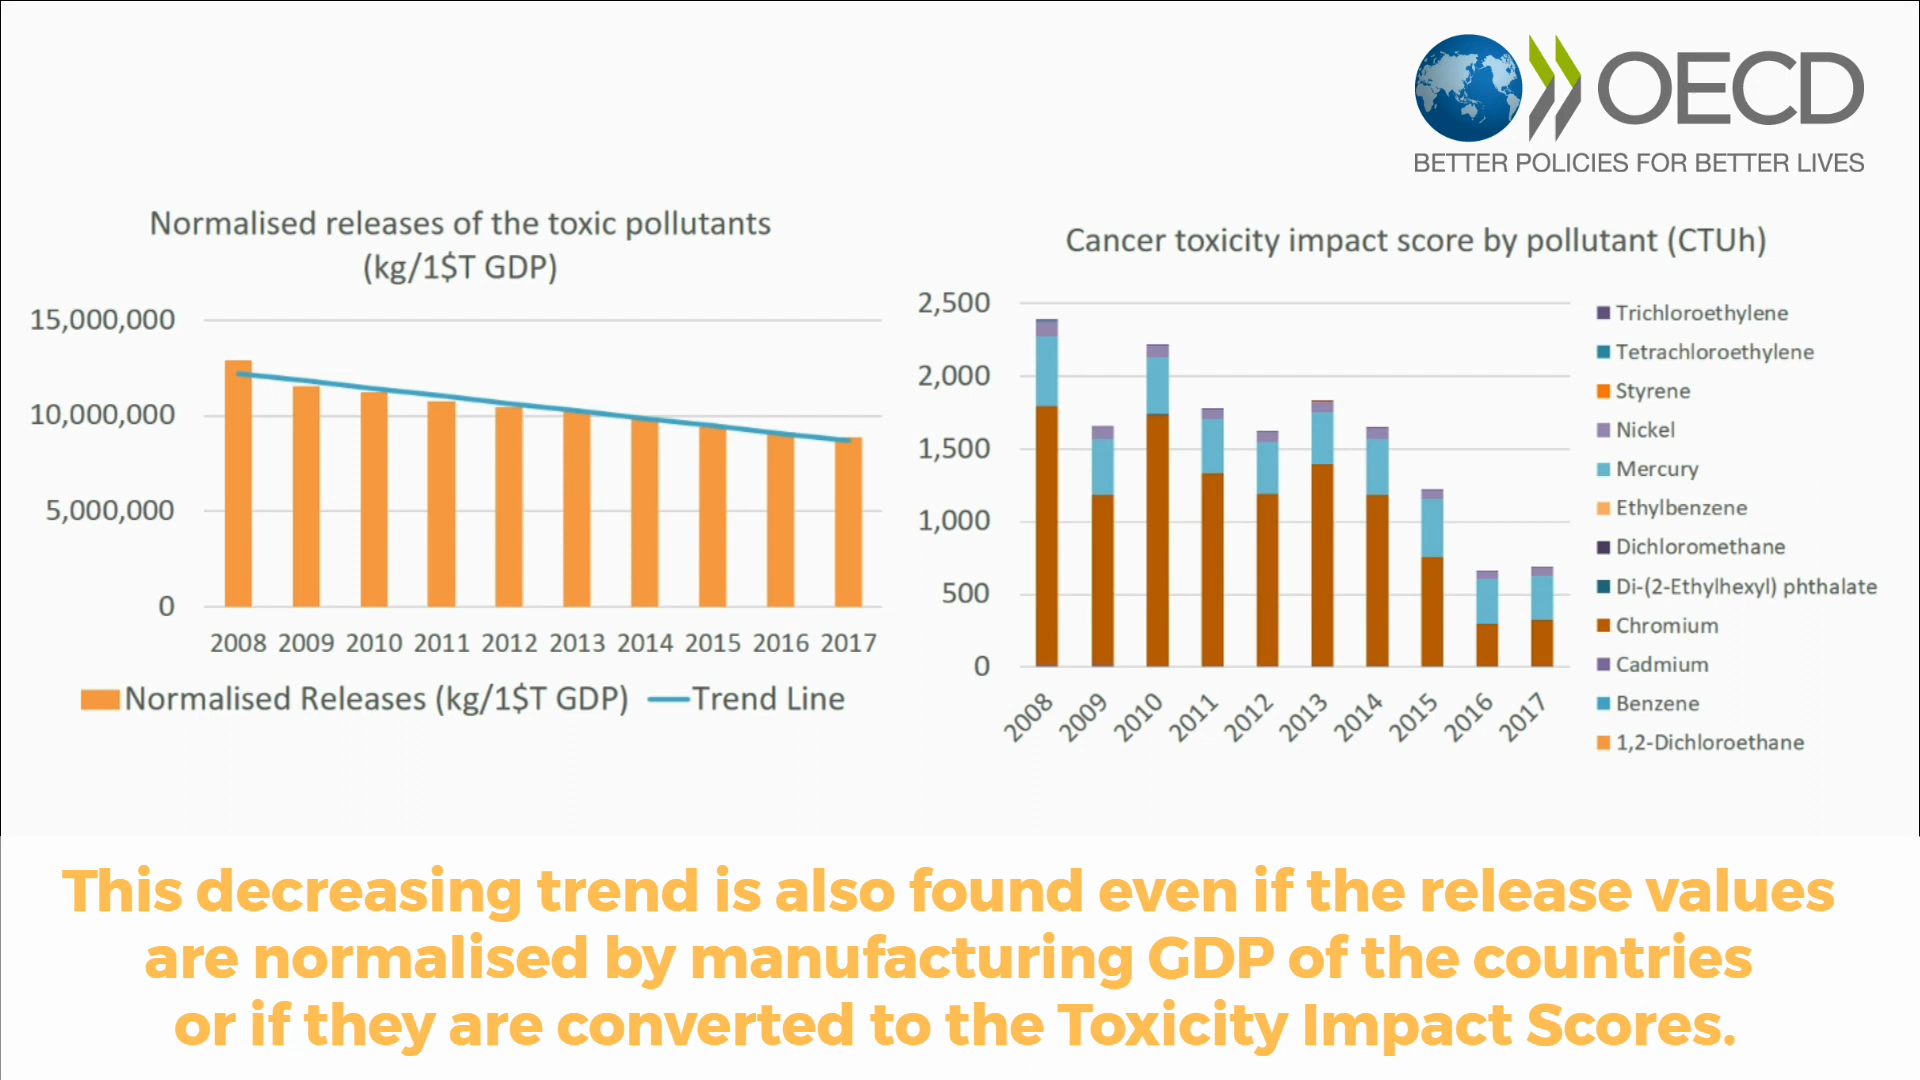 OECD
BETTER POLICIES FOR BETTER LIVES
Normalised releases of the toxic pollutants
(kg/1$T GDP)
15,000,000
10,000,000
5,000,000
0
2008 2009 2010 2011 2012 2013 2014 2015 2016 2017
Normalised Releases (kg/1$T GDP) Trend Line
Cancer toxicity impact score by pollutant (CTUh)
2,500
2,000
1,500
1,000
500
0
2008 2009 2010 2011 2012 2013 2014 2015 2016 2017
Trichloroethylene
Tetrachloroethylene
Styrene
Nickel
Mercury
Ethylbenzene
Dichloromethane
Di-(2-Ethylhexyl) phthalate
Chromium
Cadmium
Benzene
1,2-Dichloroethane
This decreasing trend is also found even if the release values
are normalised by manufacturing GDP of the countries
or if they are converted to the Toxicity Impact Scores.